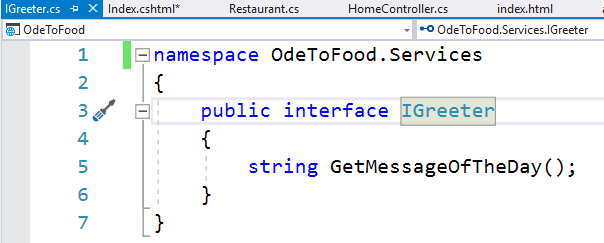 IGreeter.cs Index.cshtml* Restaurant.cs HomeController.cs index.html
OdeToFood OdeToFood.Services.IGreeter
1 namespace OdeToFood.Services
2 {
3 public interface IGreeter
4 {
5 string GetMessageOfTheDay();
6 }
7 }